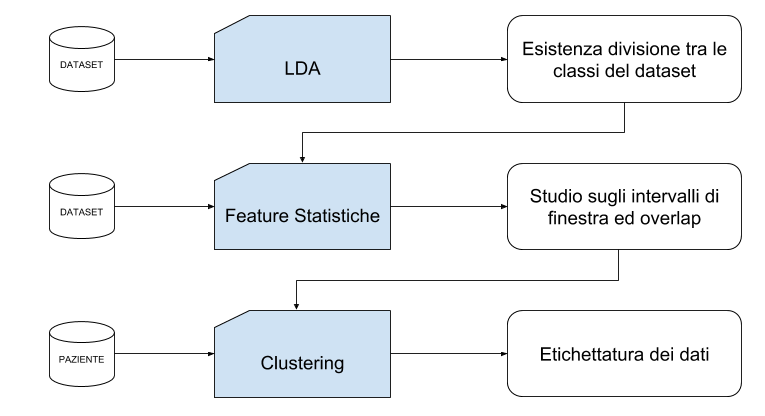 DATASET
LDA
Esistenza divisione tra le
classi del dataset
DATASET
Feature Statistiche
Studio sugli intervalli di
finestra ed overlap
PAZIENTE
Clustering
Etichettatura dei dati